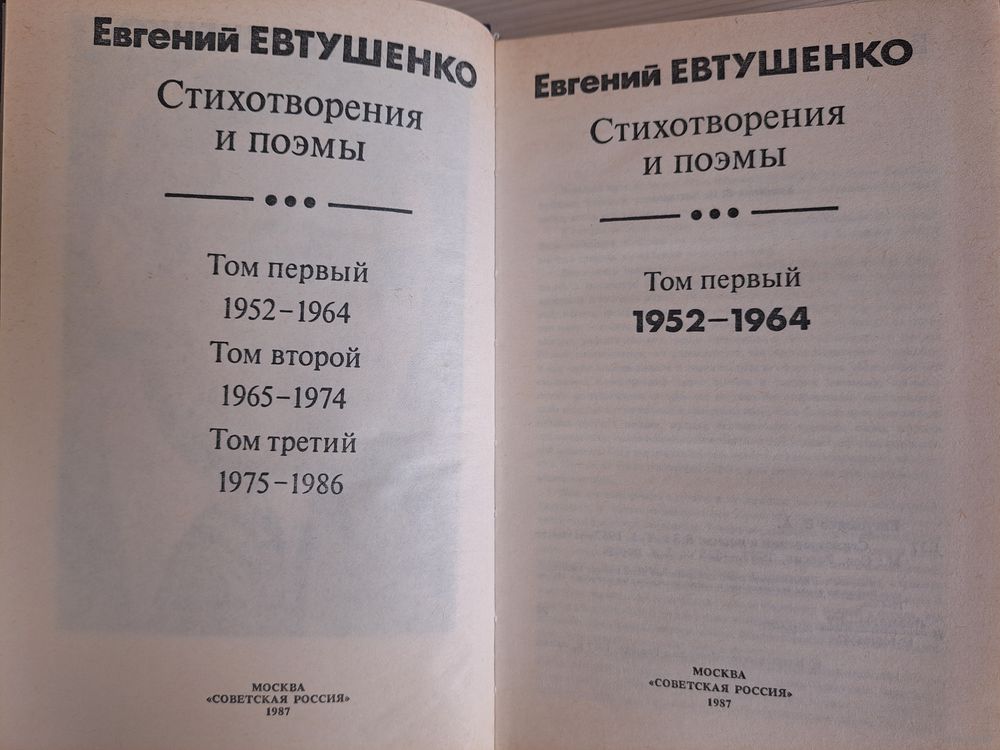 Евгений ЕВТУШЕНКО
Стихотворения
и поэмы
Том первый
1952–1964
Том второй
1965–1974
Том третий
1975–1986
МОСКВА
«СОВЕТСКАЯ РОССИЯ»
1987
Евгений ЕВТУШЕНКО
Стихотворения
и поэмы
Том первый
1952–1964
МОСКВА
«СОВЕТСКАЯ РОССИЯ»
1987